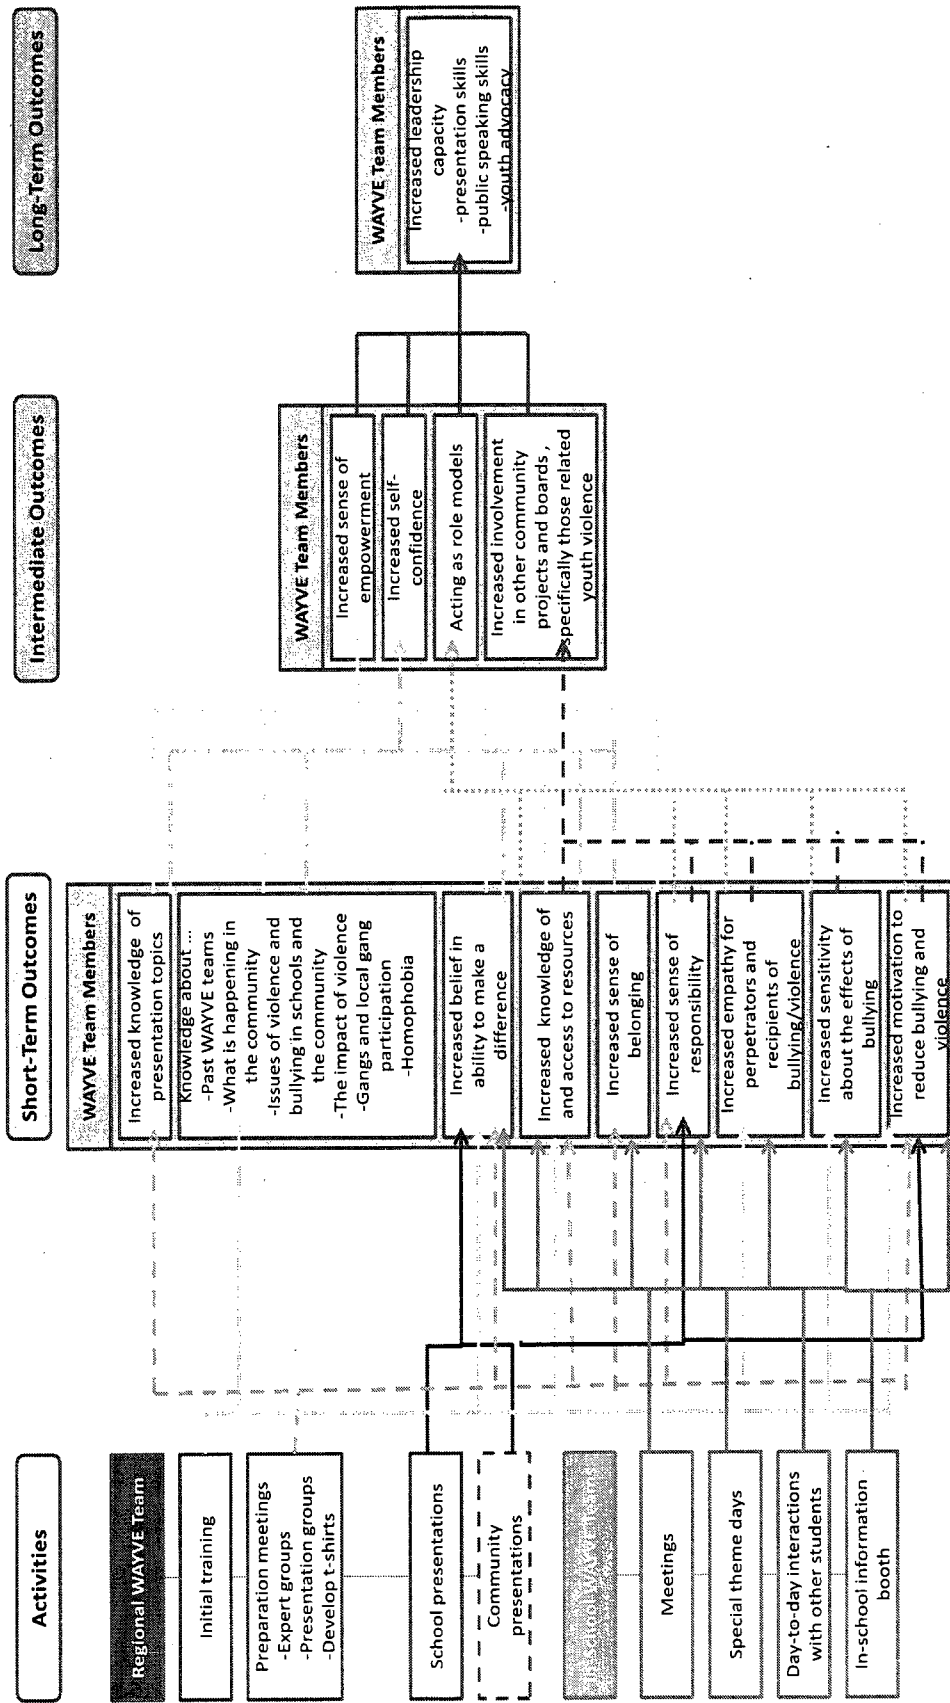 Activities
Regional WAYVE Team
Initial training
Preparation meetings
-Expert groups
-Presentation groups
-Develop t-shirts
School presentations
Community
presentations
Meetings
Special theme days
Day-to-day interactions
with other students
In-school information
booth
Short-Term Outcomes
WAYVE Team Members
Increased knowledge of
presentation topics
Knowledge about ...
-Past WAYVE teams
-What is happening in
the community
-Issues of violence and
bullying in schools and
the community
-The impact of violence
-Gangs and local gang
participation
-Homophobia
Increased belief in
ability to make a
difference
Increased knowledge of
and access to resources
Increased sense of
belonging
Increased sense of
responsibility
Increased empathy for
perpetrators and
recipients of
bullying/violence
Increased sensitivity
about the effects of
bullying
Increased motivation to
reduce bullying and
violence
Intermediate Outcomes
WAYVE Team Members
Increased sense of
empowerment
Increased self-
confidence
Acting as role models
Increased involvement
in other community
projects and boards ,
specifically those related
youth violence
Long-Term Outcomes
WAYVE Team Members
Increased leadership
capacity
-presentation skills
-public speaking skills
-youth advocacy